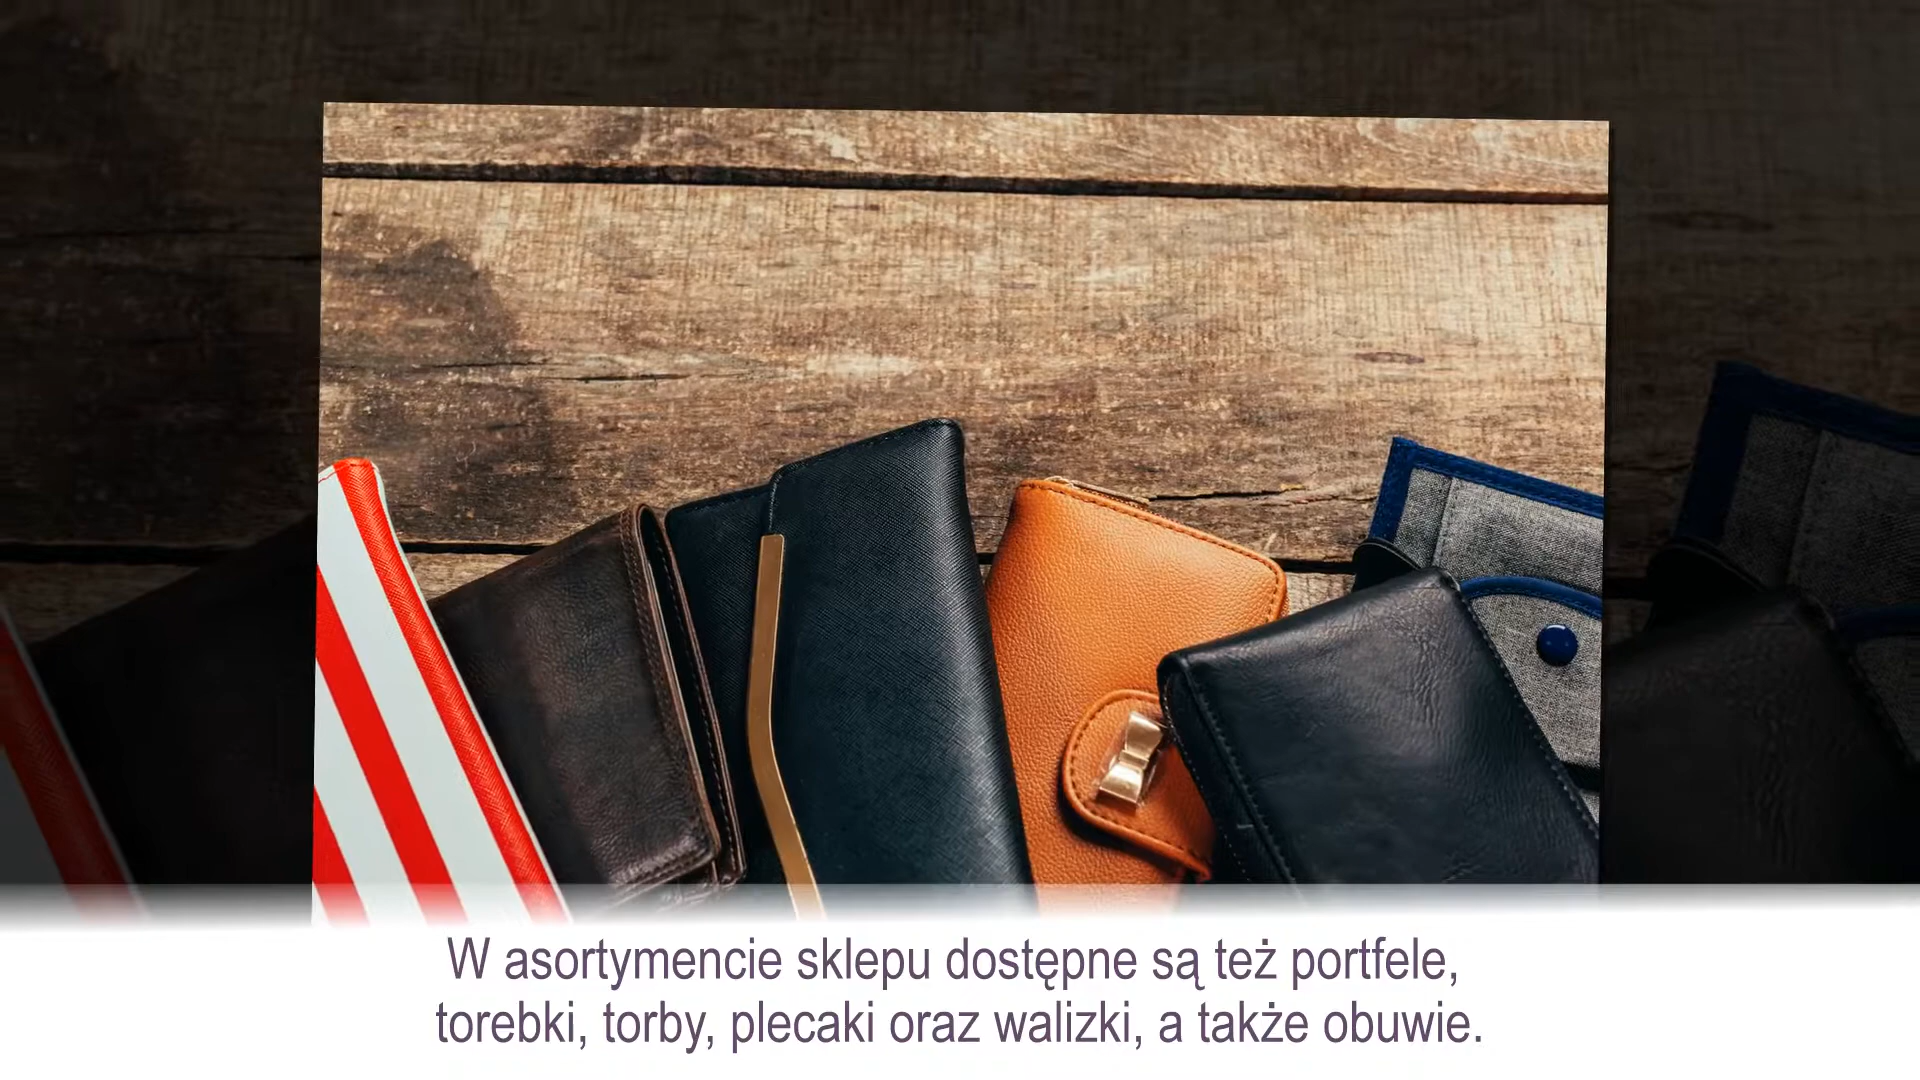 W asortymencie sklepu dostępne są też portfele,
torebki, torby, plecaki oraz walizki, a także obuwie.